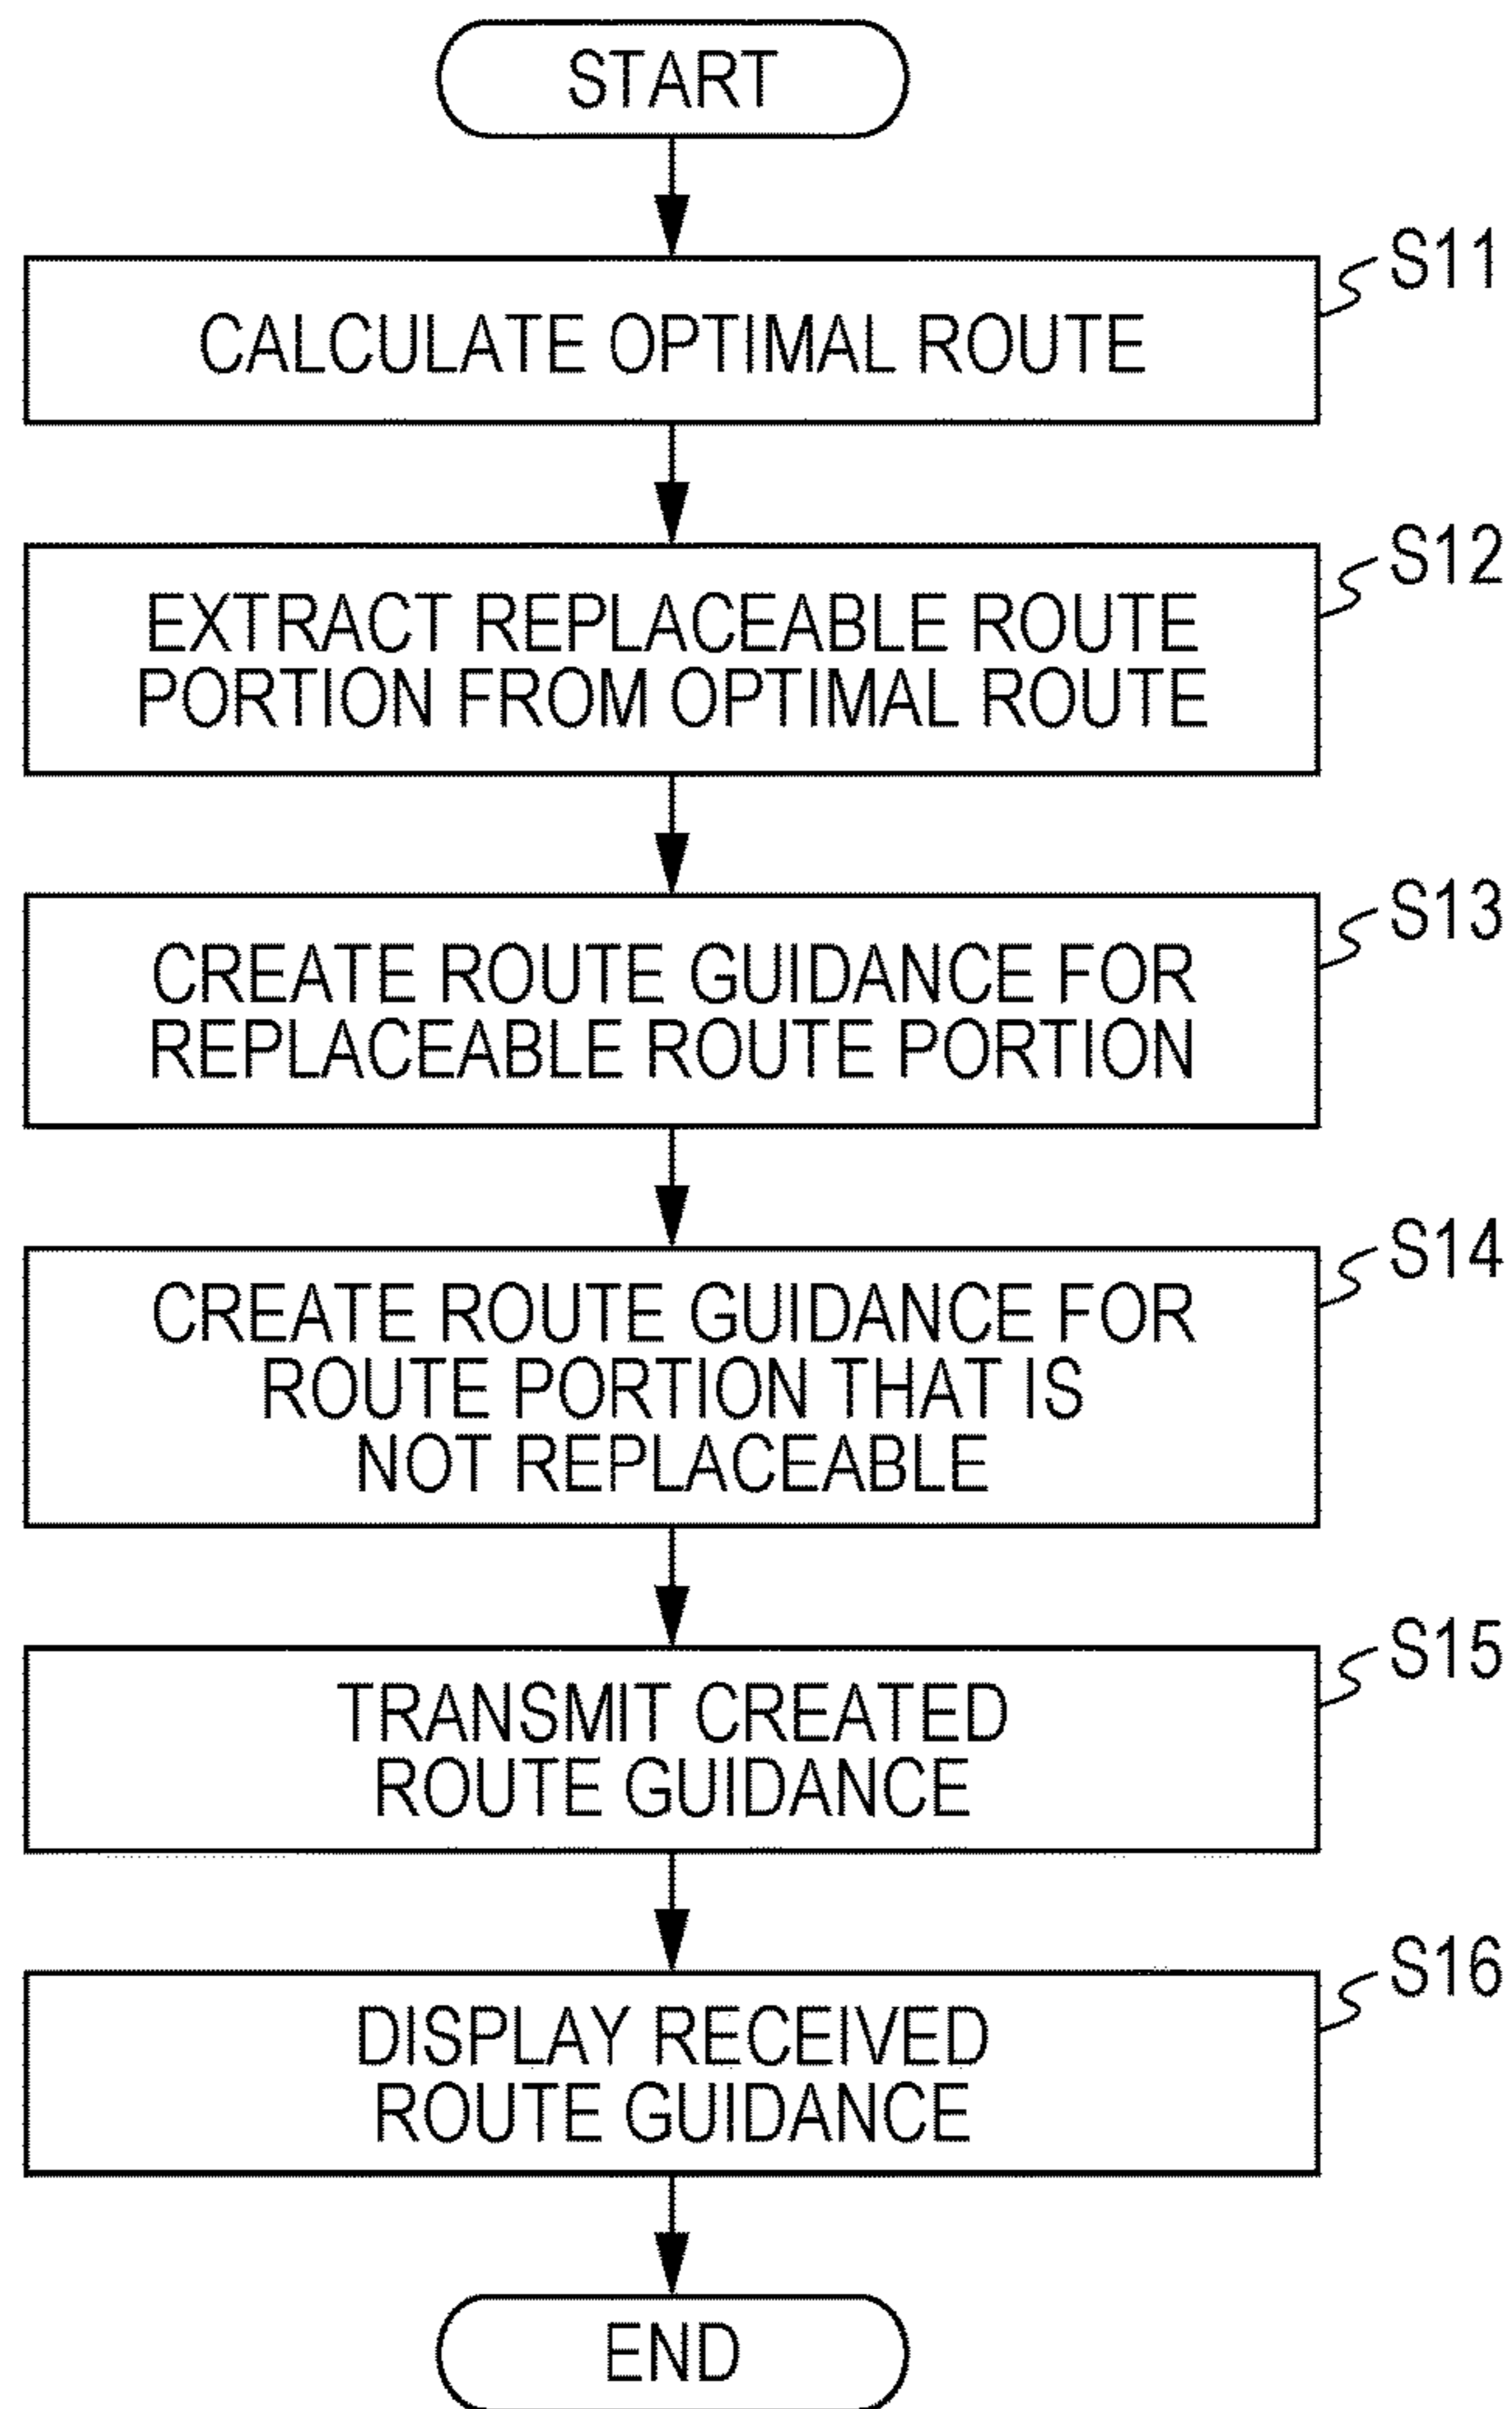 START
S11
CALCULATE OPTIMAL ROUTE
S12
EXTRACT REPLACEABLE ROUTE
PORTION FROM OPTIMAL ROUTE
S13
CREATE ROUTE GUIDANCE FOR
REPLACEABLE ROUTE PORTION
S14
CREATE ROUTE GUIDANCE FOR
ROUTE PORTION THAT IS
NOT REPLACEABLE
S15
TRANSMIT CREATED
ROUTE GUIDANCE
S16
DISPLAY RECEIVED
ROUTE GUIDANCE
END